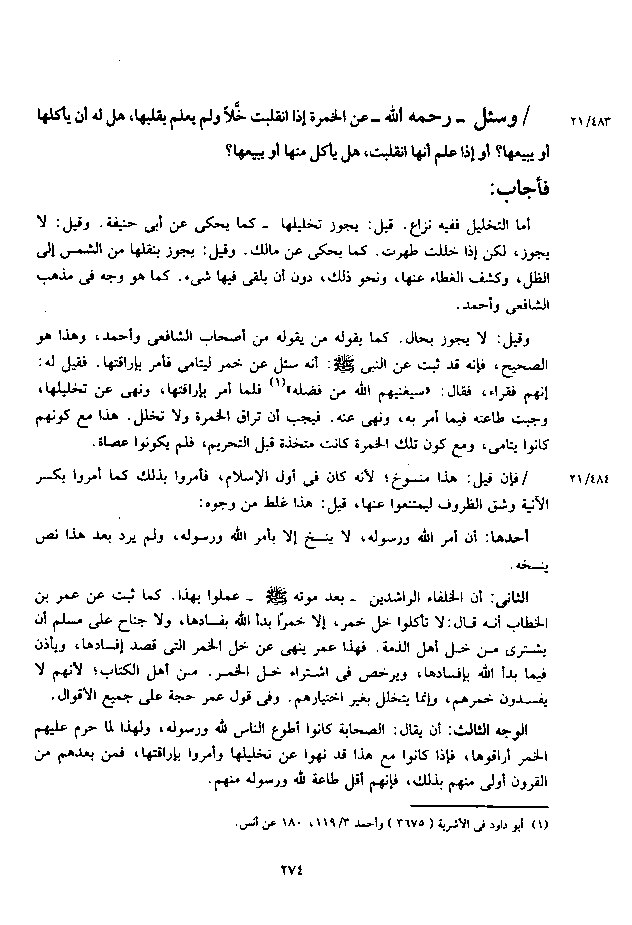 ٢١/٤٨٣ / وسئل ـ رحمه الله ـ عن الخمرة إذا انقلبت خَّلاً ولم يعلم بقلبها، هل له أن يأكلها
أو يبيعها؟ أو إذا علم أنها انقلبت، هل يأكل منها أو يبيعها؟
فأجاب:
أما التخليل ففيه نزاع. قيل: يجوز تخليلها ـ كما يحكى عن أبى حنيفة. وقيل: لا
يجوز، لكن إذا خللت طهرت. كما يحكى عن مالك. وقيل: يجوز بنقلها من الشمس إلى
الظل، وكشف الغطاء عنها، ونحو ذلك، دون أن يلقى فيها شىء. كما هو وجه فى مذهب
الشافعى وأحمد.
وقيل: لا يجوز بحال. كما يقوله من يقوله من أصحاب الشافعى وأحمد، وهذا هو
الصحيح، فإنه قد ثبت عن النبى ﷺ: أنه سئل عن خمر ليتامى فأمر بإراقتها. فقيل له:
إنهم فقراء، فقال: «سيغنيهم الله من فضله»(١) فلما أمر بإراقتها، ونهى عن تخليلها،
وجبت طاعته فيما أمر به، ونهى عنه. فيجب أن تراق الخمرة ولا تخلل. هذا مع كونهم
كانوا يتامى، ومع كون تلك الخمرة كانت متخذة قبل التحريم، فلم يكونوا عصاة.
٢١/٤٨٤ / فإن قيل: هذا منسوخ؛ لأنه كان فى أول الإسلام، فأمروا بذلك كما أمروا بكسر
الآنية وشق الظروف ليمتنعوا عنها، قيل: هذا غلط من وجوه:
أحدها: أن أمر الله ورسوله، لا ينسخ إلا بأمر الله ورسوله، ولم يرد بعد هذا نص
ينسخه.
الثانى: أن الخلفاء الراشدين ـ بعد موته ﷺ ـ عملوا بهذا. كما ثبت عن عمر بن
الخطاب أنه قال: لا تأكلوا خل خمر، إلا خمرًا بدأ الله بفسادها، ولا جناح على مسلم أن
يشترى من خل أهل الذمة. فهذا عمر ينهى عن خل الخمر التى قصد إفسادها، ويأذن
فيما بدأ الله بإفسادها، ويرخص فى اشتراء خل الخمر. من أهل الكتاب؛ لأنهم لا
يفسدون خمرهم، وإنما يتخلل بغير اختيارهم. وفى قول عمر حجة على جميع الأقوال.
الوجه الثالث: أن يقال: الصحابة كانوا أطوع الناس لله ورسوله، ولهذا لما حرم عليهم
الخمر أراقوها، فإذا كانوا مع هذا قد نهوا عن تخليلها وأمروا بإراقتها، فمن بعدهم من
القرون أولى منهم بذلك، فإنهم أقل طاعة لله ورسوله منهم.
(١) أبو داود فى الأشربة (٣٦٧٥) وأحمد ٣/ ١١٩، ١٨٠ عن أنس.
٢٧٤